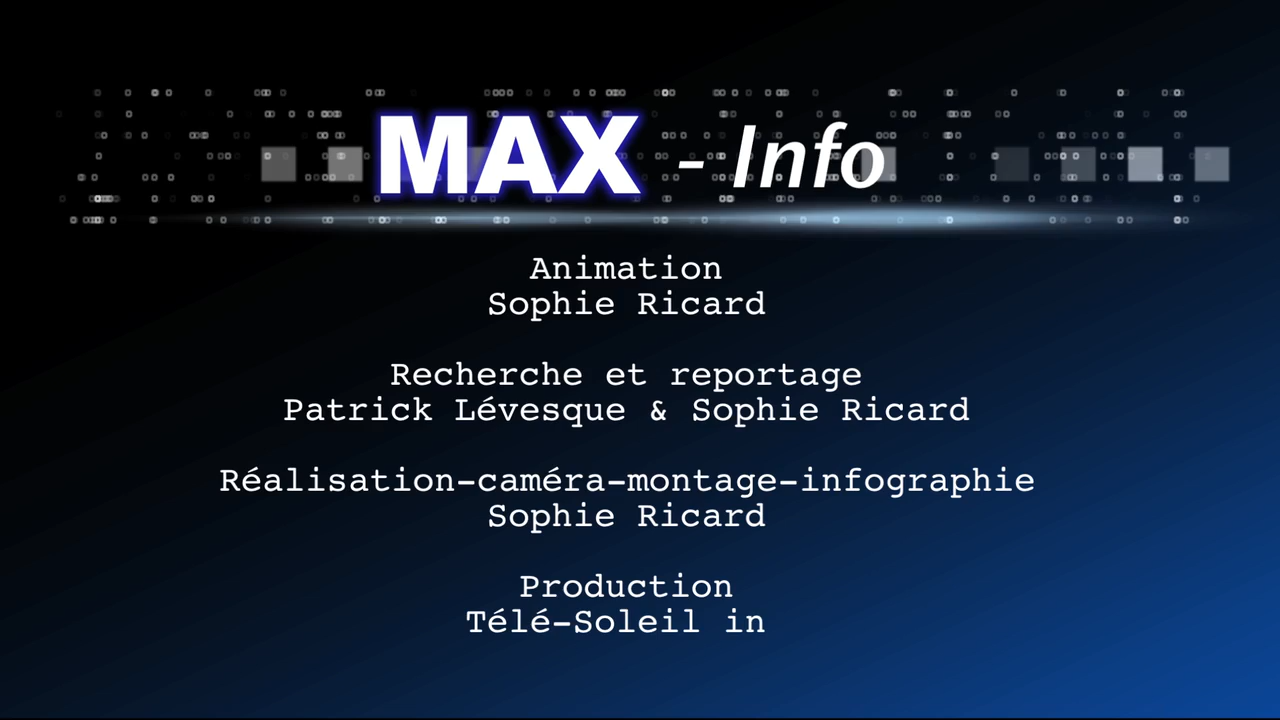 MAX - Info
Animation
Sophie Ricard
Recherche et reportage
Patrick Lévesque & Sophie Ricard
Réalisation-caméra-montage-infographie
Sophie Ricard
Production
Télé-Soleil in